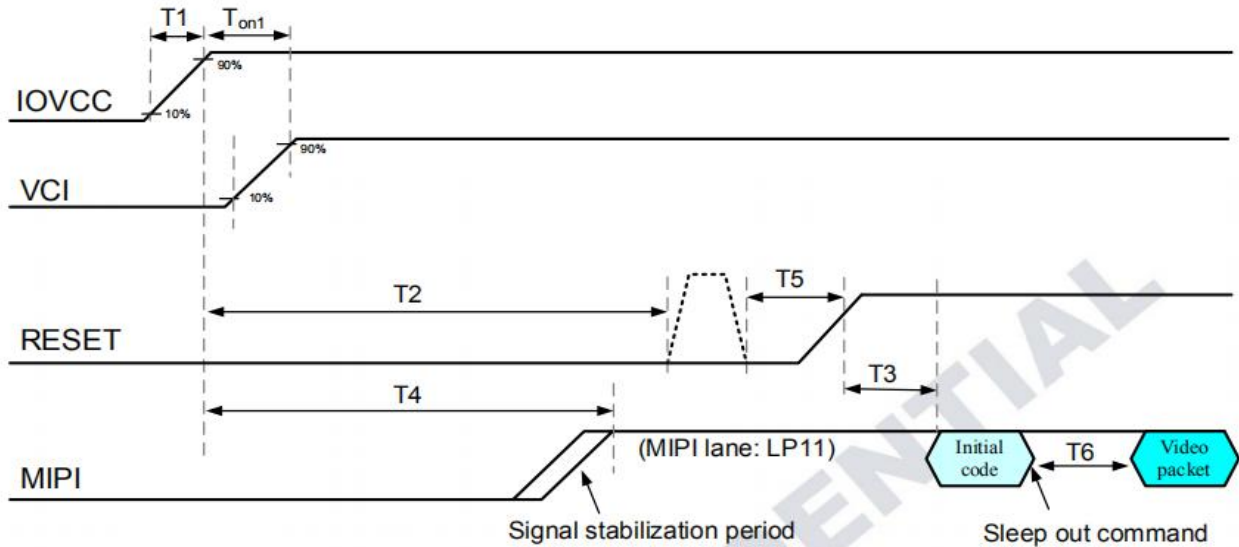 T1
Ton1
90%
IOVCC
10%
90%
VCI
10%
T2
T5
RESET
T3
T4
(MIPI lane: LP11)
Initial
code
T6
Video
packet
MIPI
Signal stabilization period
Sleep out command
ENTIAL